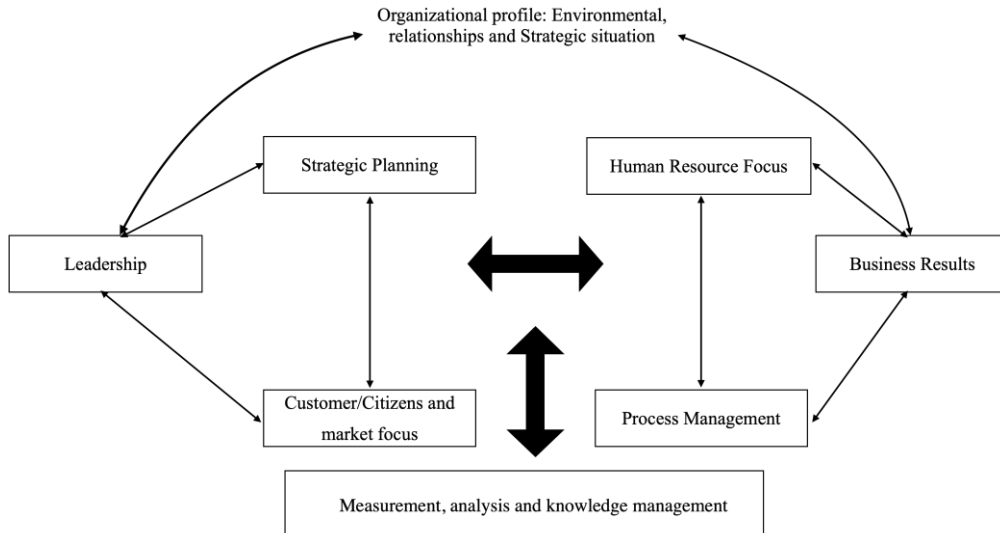 Organizational profile: Environmental,
relationships and Strategic situation
Strategic Planning
Human Resource Focus
Leadership
Business Results
Customer/Citizens and
market focus
Process Management
Measurement, analysis and knowledge management